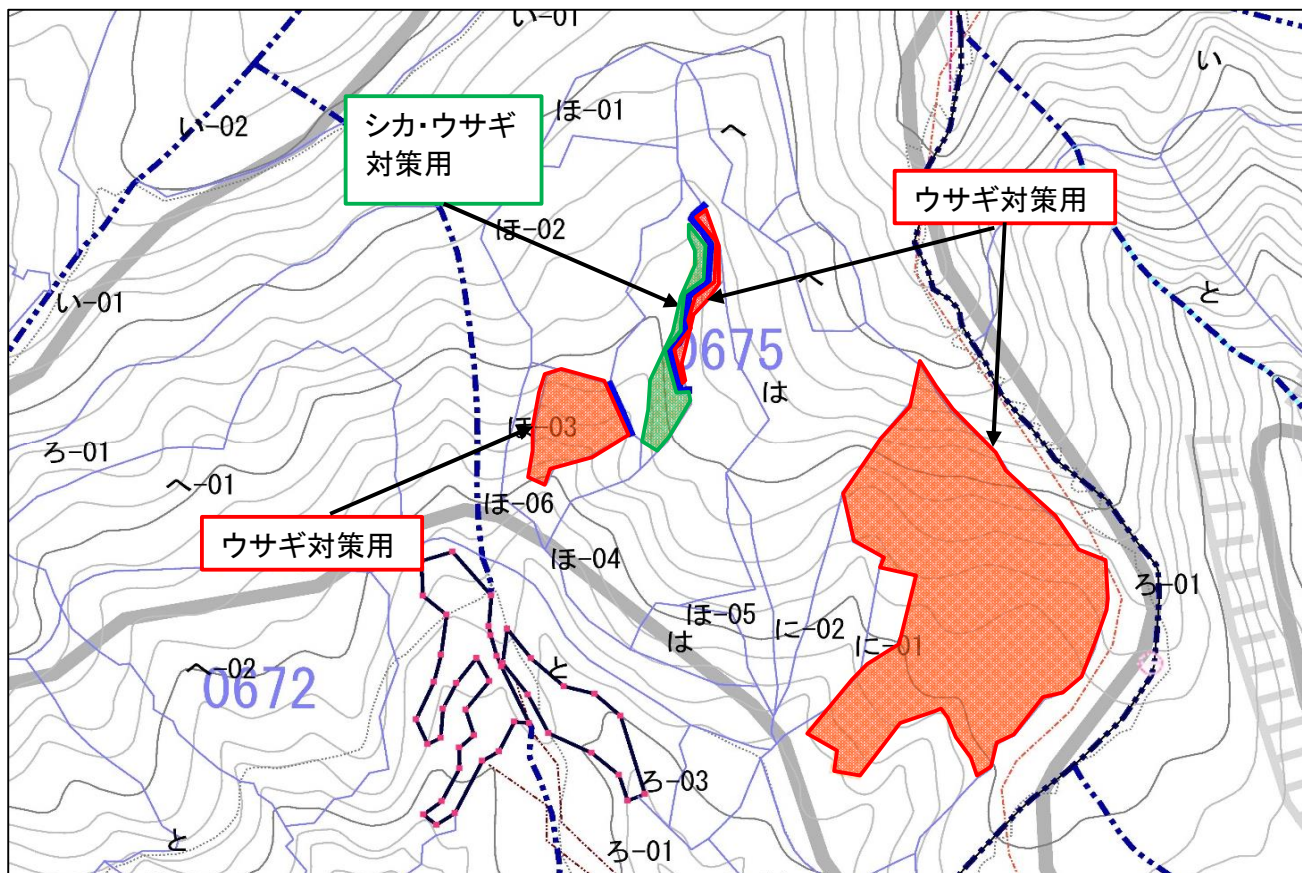 い-01
い-02
ほ-01
い
シカ・ウサギ
対策用
へ
ウサギ対策用
ほ-02
い-01
へ
と
0675
は
ほ-03
ろ-01
へ-01
ほ-06
ウサギ対策用
ほ-04
ろ-01
ほ-05
に-02
は
に-01
へ-02
と
0672
ろ-03
と
ろ-01